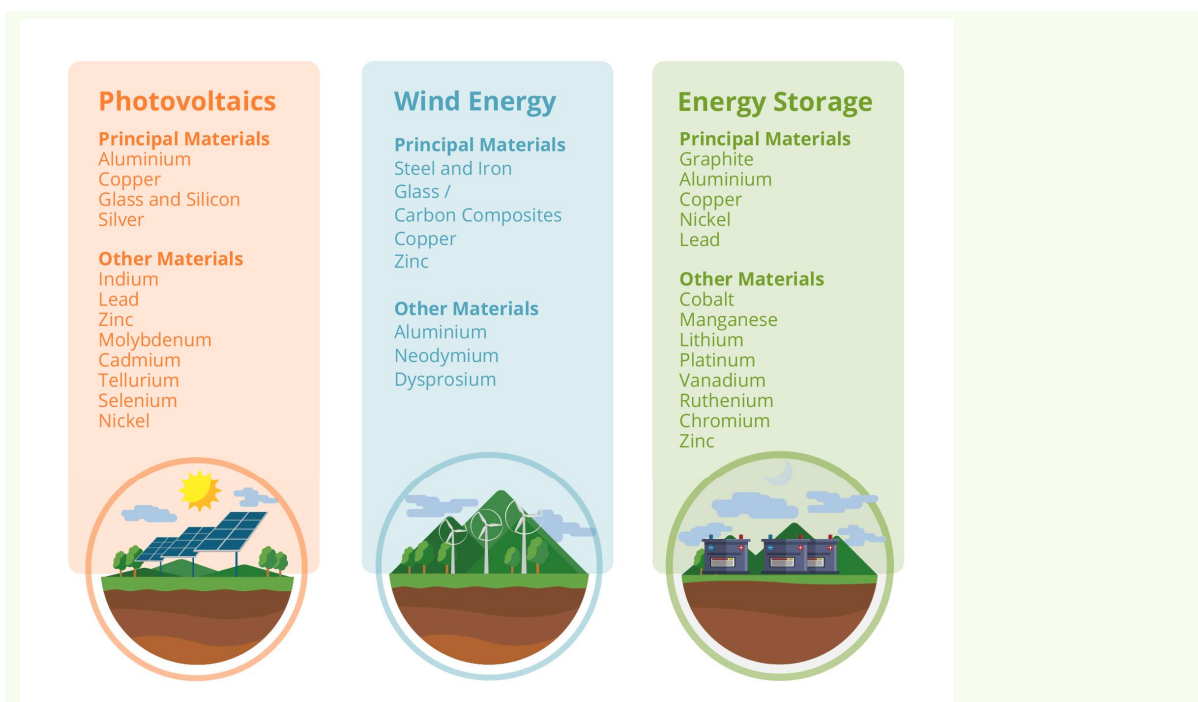 Photovoltaics
Principal Materials
Aluminium
Copper
Glass and Silicon
Silver
Other Materials
Indium
Lead
Zinc
Molybdenum
Cadmium
Tellurium
Selenium
Nickel
Wind Energy
Principal Materials
Steel and Iron
Glass /
Carbon Composites
Copper
Zinc
Other Materials
Aluminium
Neodymium
Dysprosium
Energy Storage
Principal Materials
Graphite
Aluminium
Copper
Nickel
Lead
Other Materials
Cobalt
Manganese
Lithium
Platinum
Vanadium
Ruthenium
Chromium
Zinc